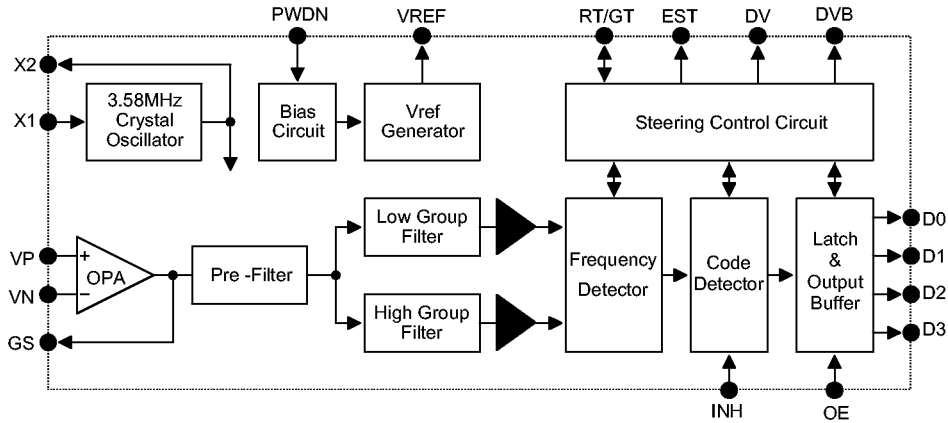 PWDN
VREF
RT/GT
EST
DV
DVB
X2
X1
3.58MHz
Crystal
Oscillator
Bias
Circuit
Vref
Generator
Steering Control Circuit
VP
VN
GS
+
−
OPA
Pre -Filter
Low Group
Filter
High Group
Filter
Frequency
Detector
Code
Detector
Latch
&
Output
Buffer
D0
D1
D2
D3
INH
OE